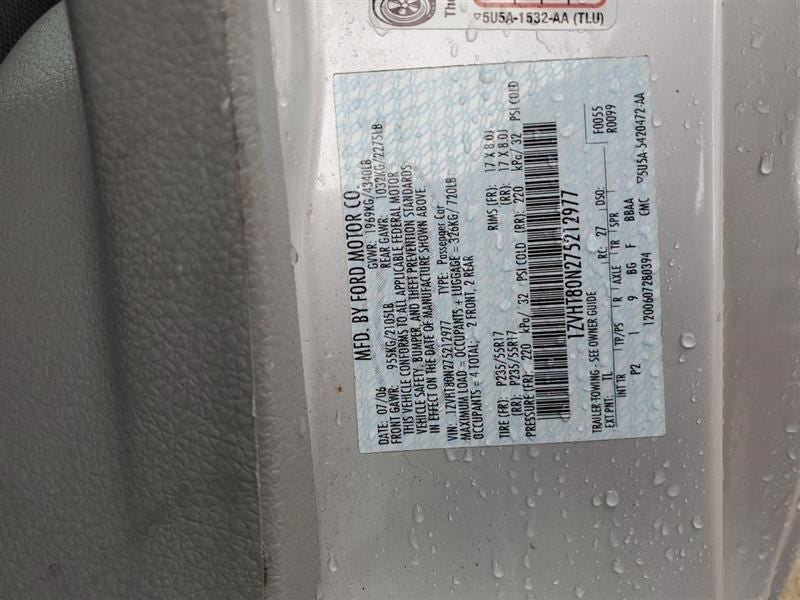 The
▽5U5A-1532-AA (TLU)
MFD. BY FORD MOTOR CO.
DATE: 07/06 GVWR: 1969KG/4340LB
FRONT GAWR: 955KG/2105LB REAR GAWR: 1032KG/2275LB
THIS VEHICLE CONFORMS TO ALL APPLICABLE FEDERAL MOTOR
VEHICLE SAFETY, BUMPER, AND THEFT PREVENTION STANDARDS
IN EFFECT ON THE DATE OF MANUFACTURE SHOWN ABOVE.
VIN: 1ZVHT80N275212977 TYPE: Passenger Car
MAXIMUM LOAD = OCCUPANTS + LUGGAGE = 326KG/720LB
OCCUPANTS = 4 TOTAL, 2 FRONT, 2 REAR
TIRE (FR): P235/55R17 RIMS (FR): 17 X 8.0J
(RR): P235/55R17 (RR): 17 X 8.0J
PRESSURE (FR): 220 kPa/ 32 PSI COLD (RR): 220 kPa/ 32 PSI COLD
1ZVHT80N275212977
TRAILER TOWING - SEE OWNER GUIDE F0055
EXT PNT: TL RC: 27 DSO: R0099
INT TR TP/PS R AXLE TR SPR
P2 1 9 BG F BBAA
12006072B0394 CMC ▽5U5A-5420472-AA